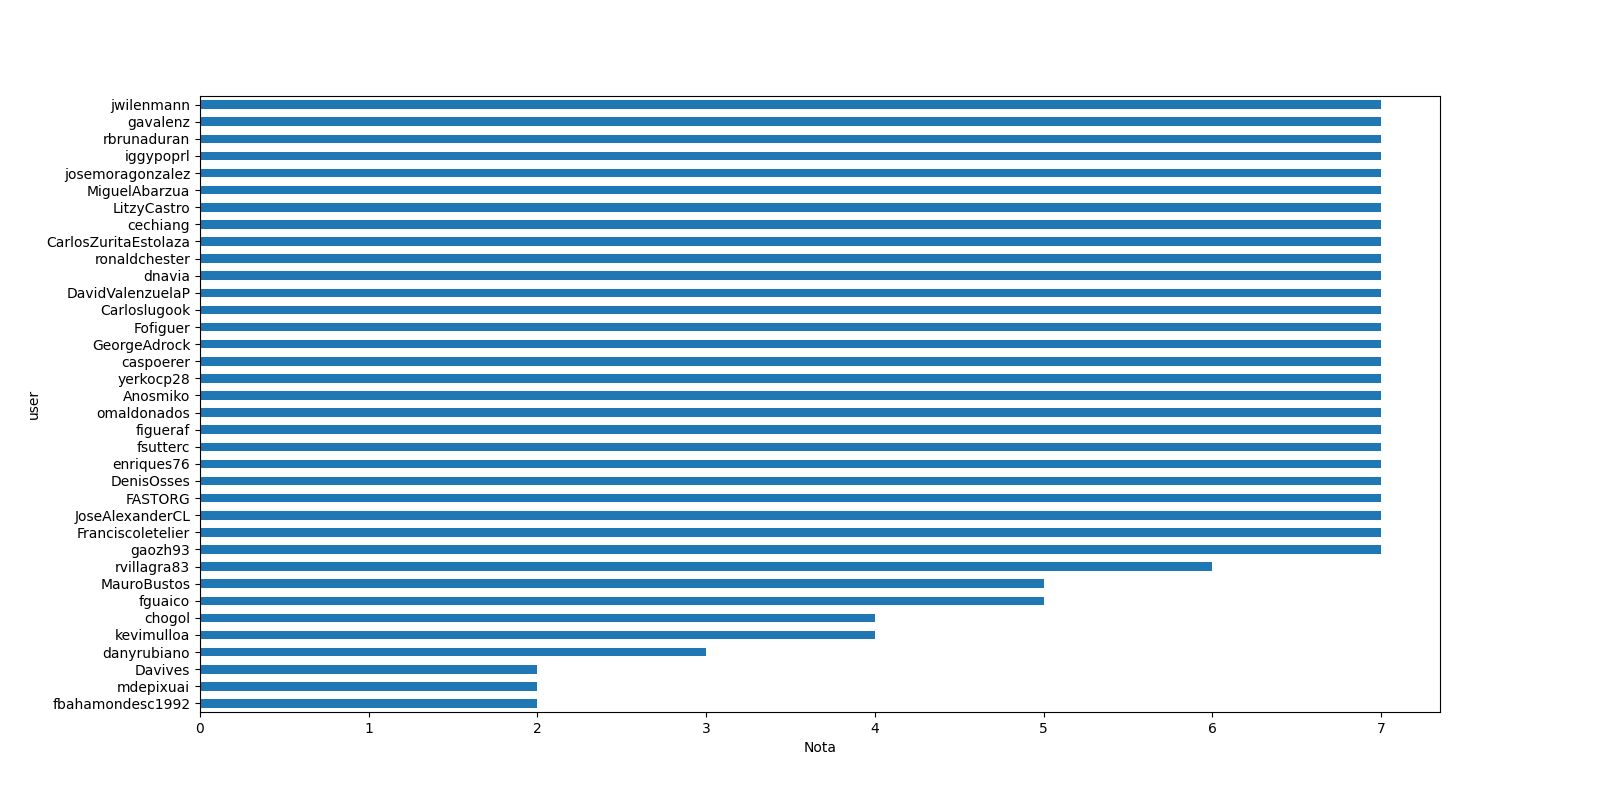 jwilenmann
gavalenz
rbrunaduran
iggypoprl
josemoragonzalez
MiguelAbarzua
LitzyCastro
cechiang
CarlosZuritaEstolaza
ronaldchester
dnavia
DavidValenzuelaP
Carloslugook
Fofiguer
GeorgeAdrock
caspoerer
yerkocp28
Anosmiko
omaldonados
figueraf
fsutterc
enriques76
DenisOsses
FASTORG
JoseAlexanderCL
Franciscoletelier
gaozh93
rvillagra83
MauroBustos
fguaico
chogol
kevimulloa
danyrubiano
Davives
mdepixuai
fbahamondesc1992
user
0 1 2 3 4 5 6 7
Nota